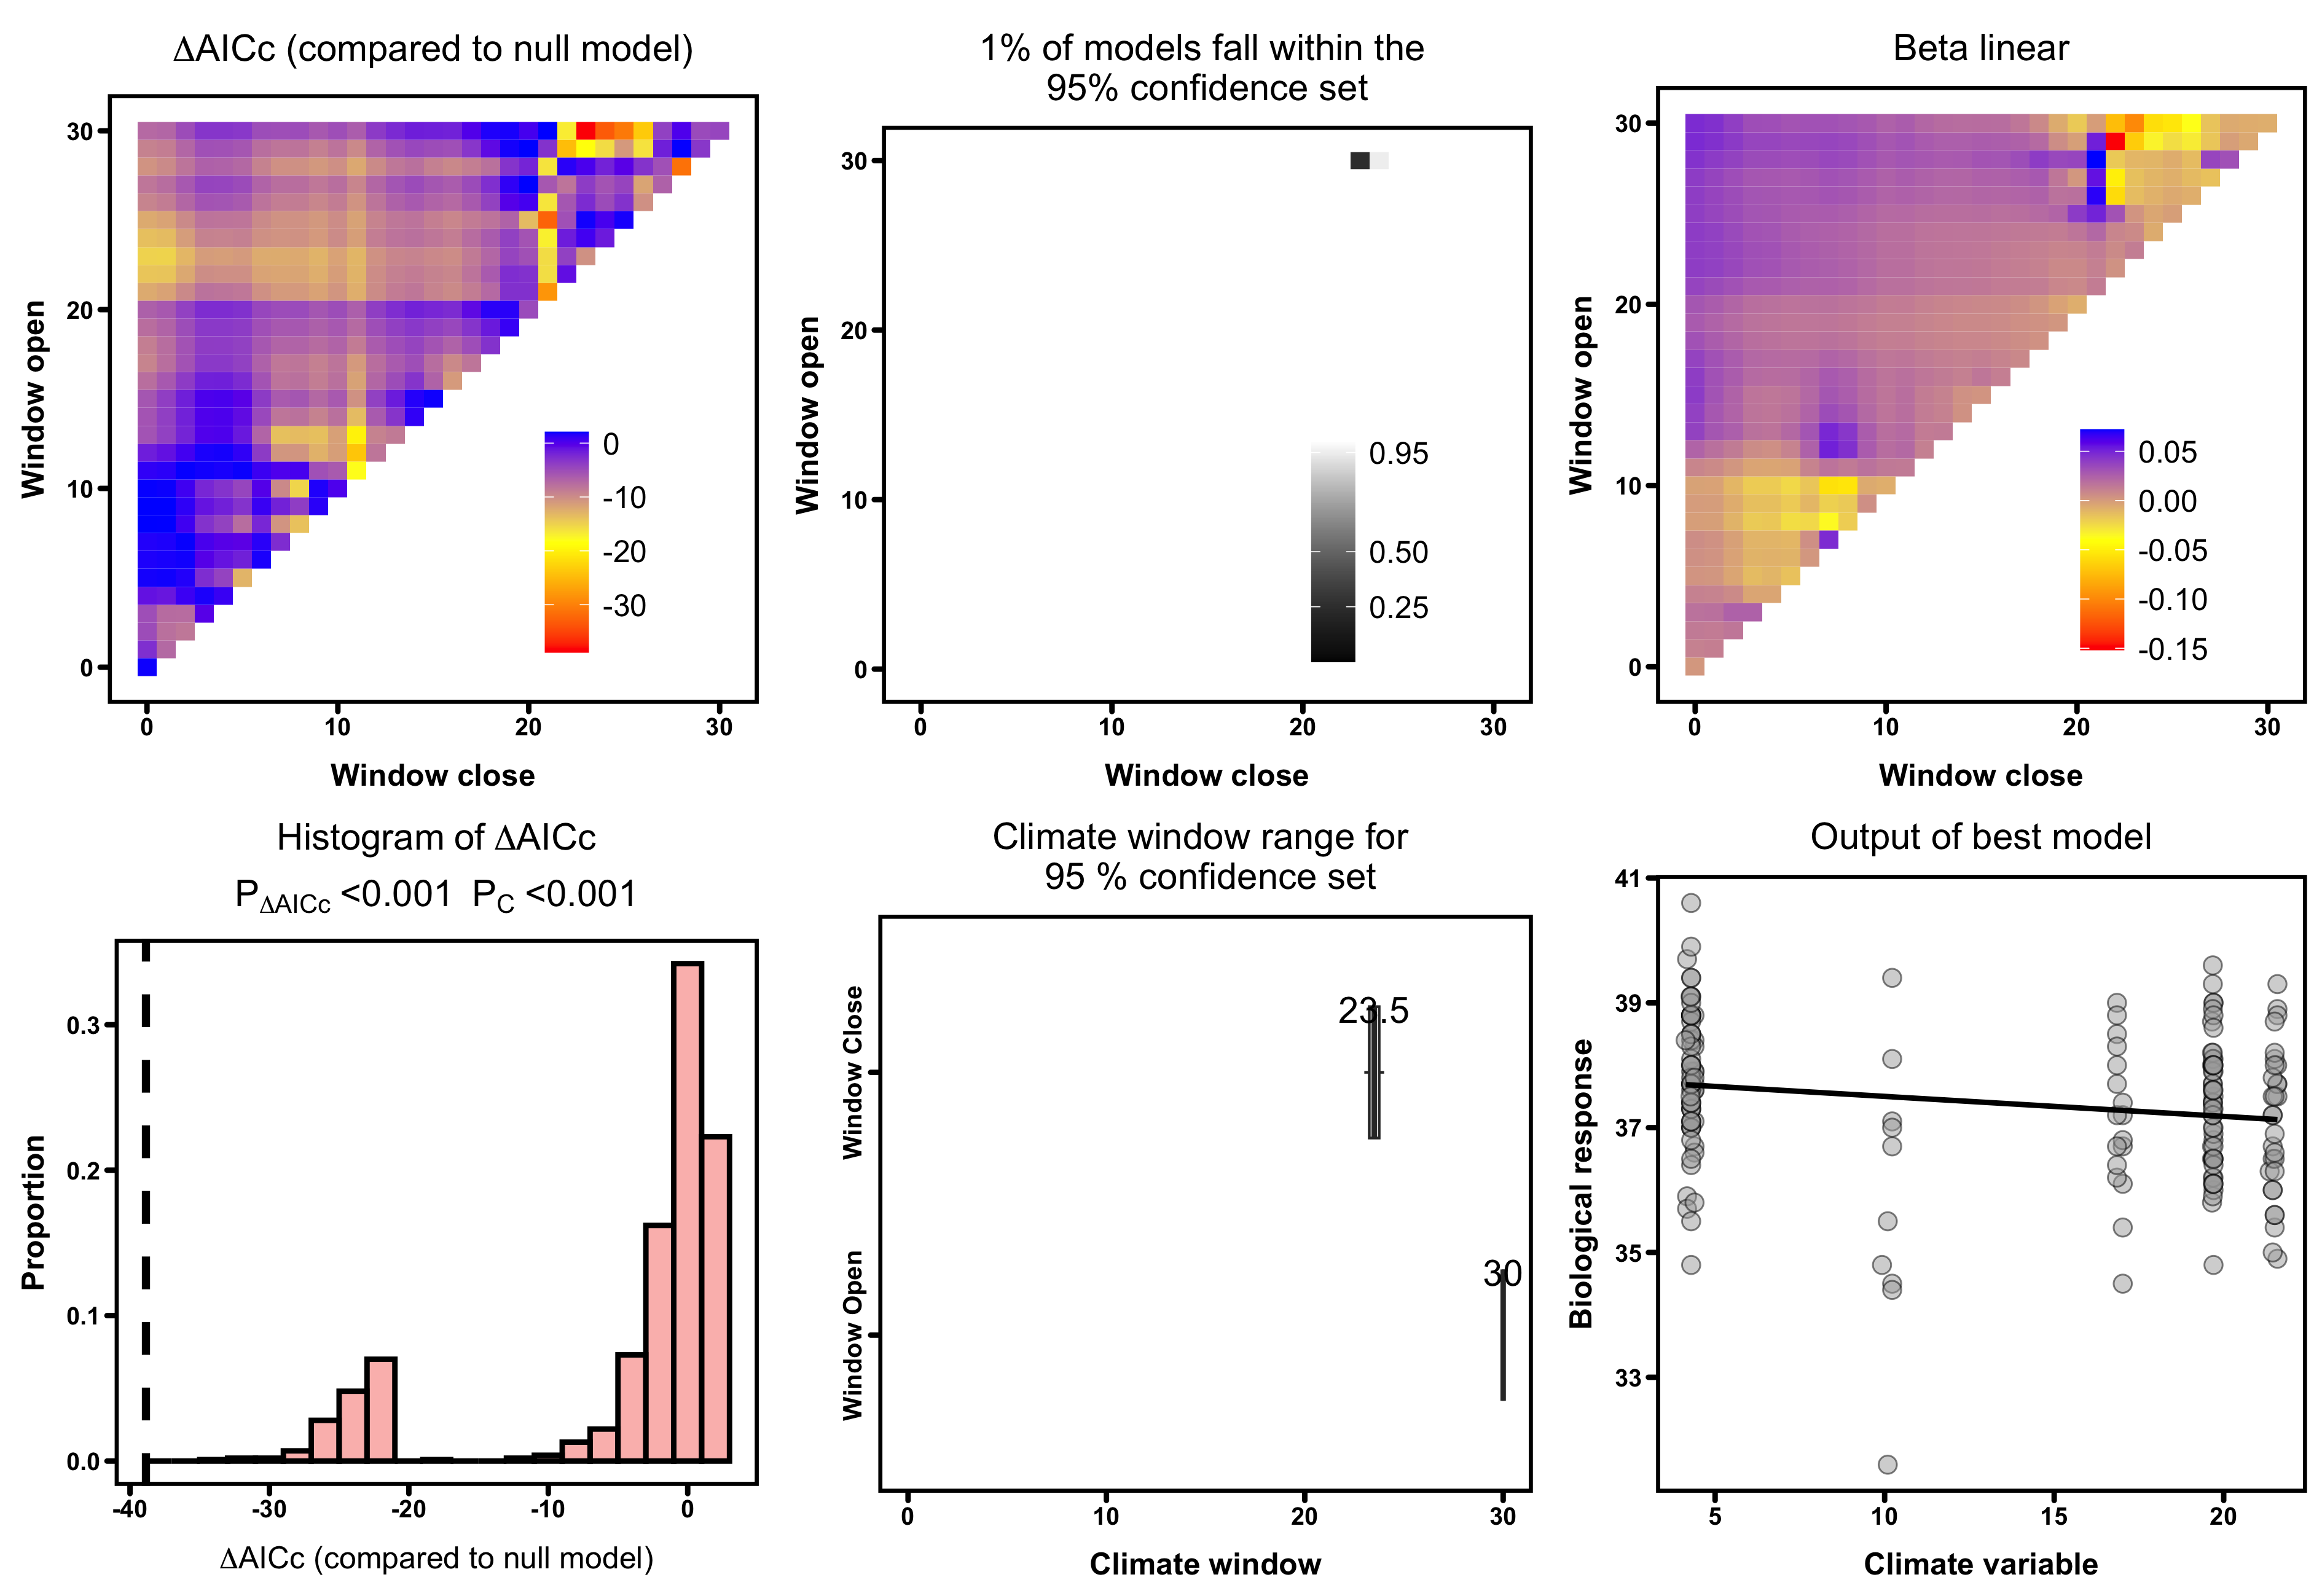 ΔAICc (compared to null model)
30
20
10
0
Window open
0
-10
-20
-30
0
10
20
30
Window close
1% of models fall within the
95% confidence set
30
20
10
0
Window open
0.95
0.50
0.25
0
10
20
30
Window close
Beta linear
30
20
10
0
Window open
0.05
0.00
-0.05
-0.10
-0.15
0
10
20
30
Window close
Histogram of ΔAICc
PΔAICc <0.001 PC <0.001
0.3
0.2
0.1
0.0
Proportion
-40
-30
-20
-10
0
ΔAICc (compared to null model)
Climate window range for
95 % confidence set
Window Close
Window Open
23.5
30
0
10
20
30
Climate window
Output of best model
41
39
37
35
33
Biological response
5
10
15
20
Climate variable